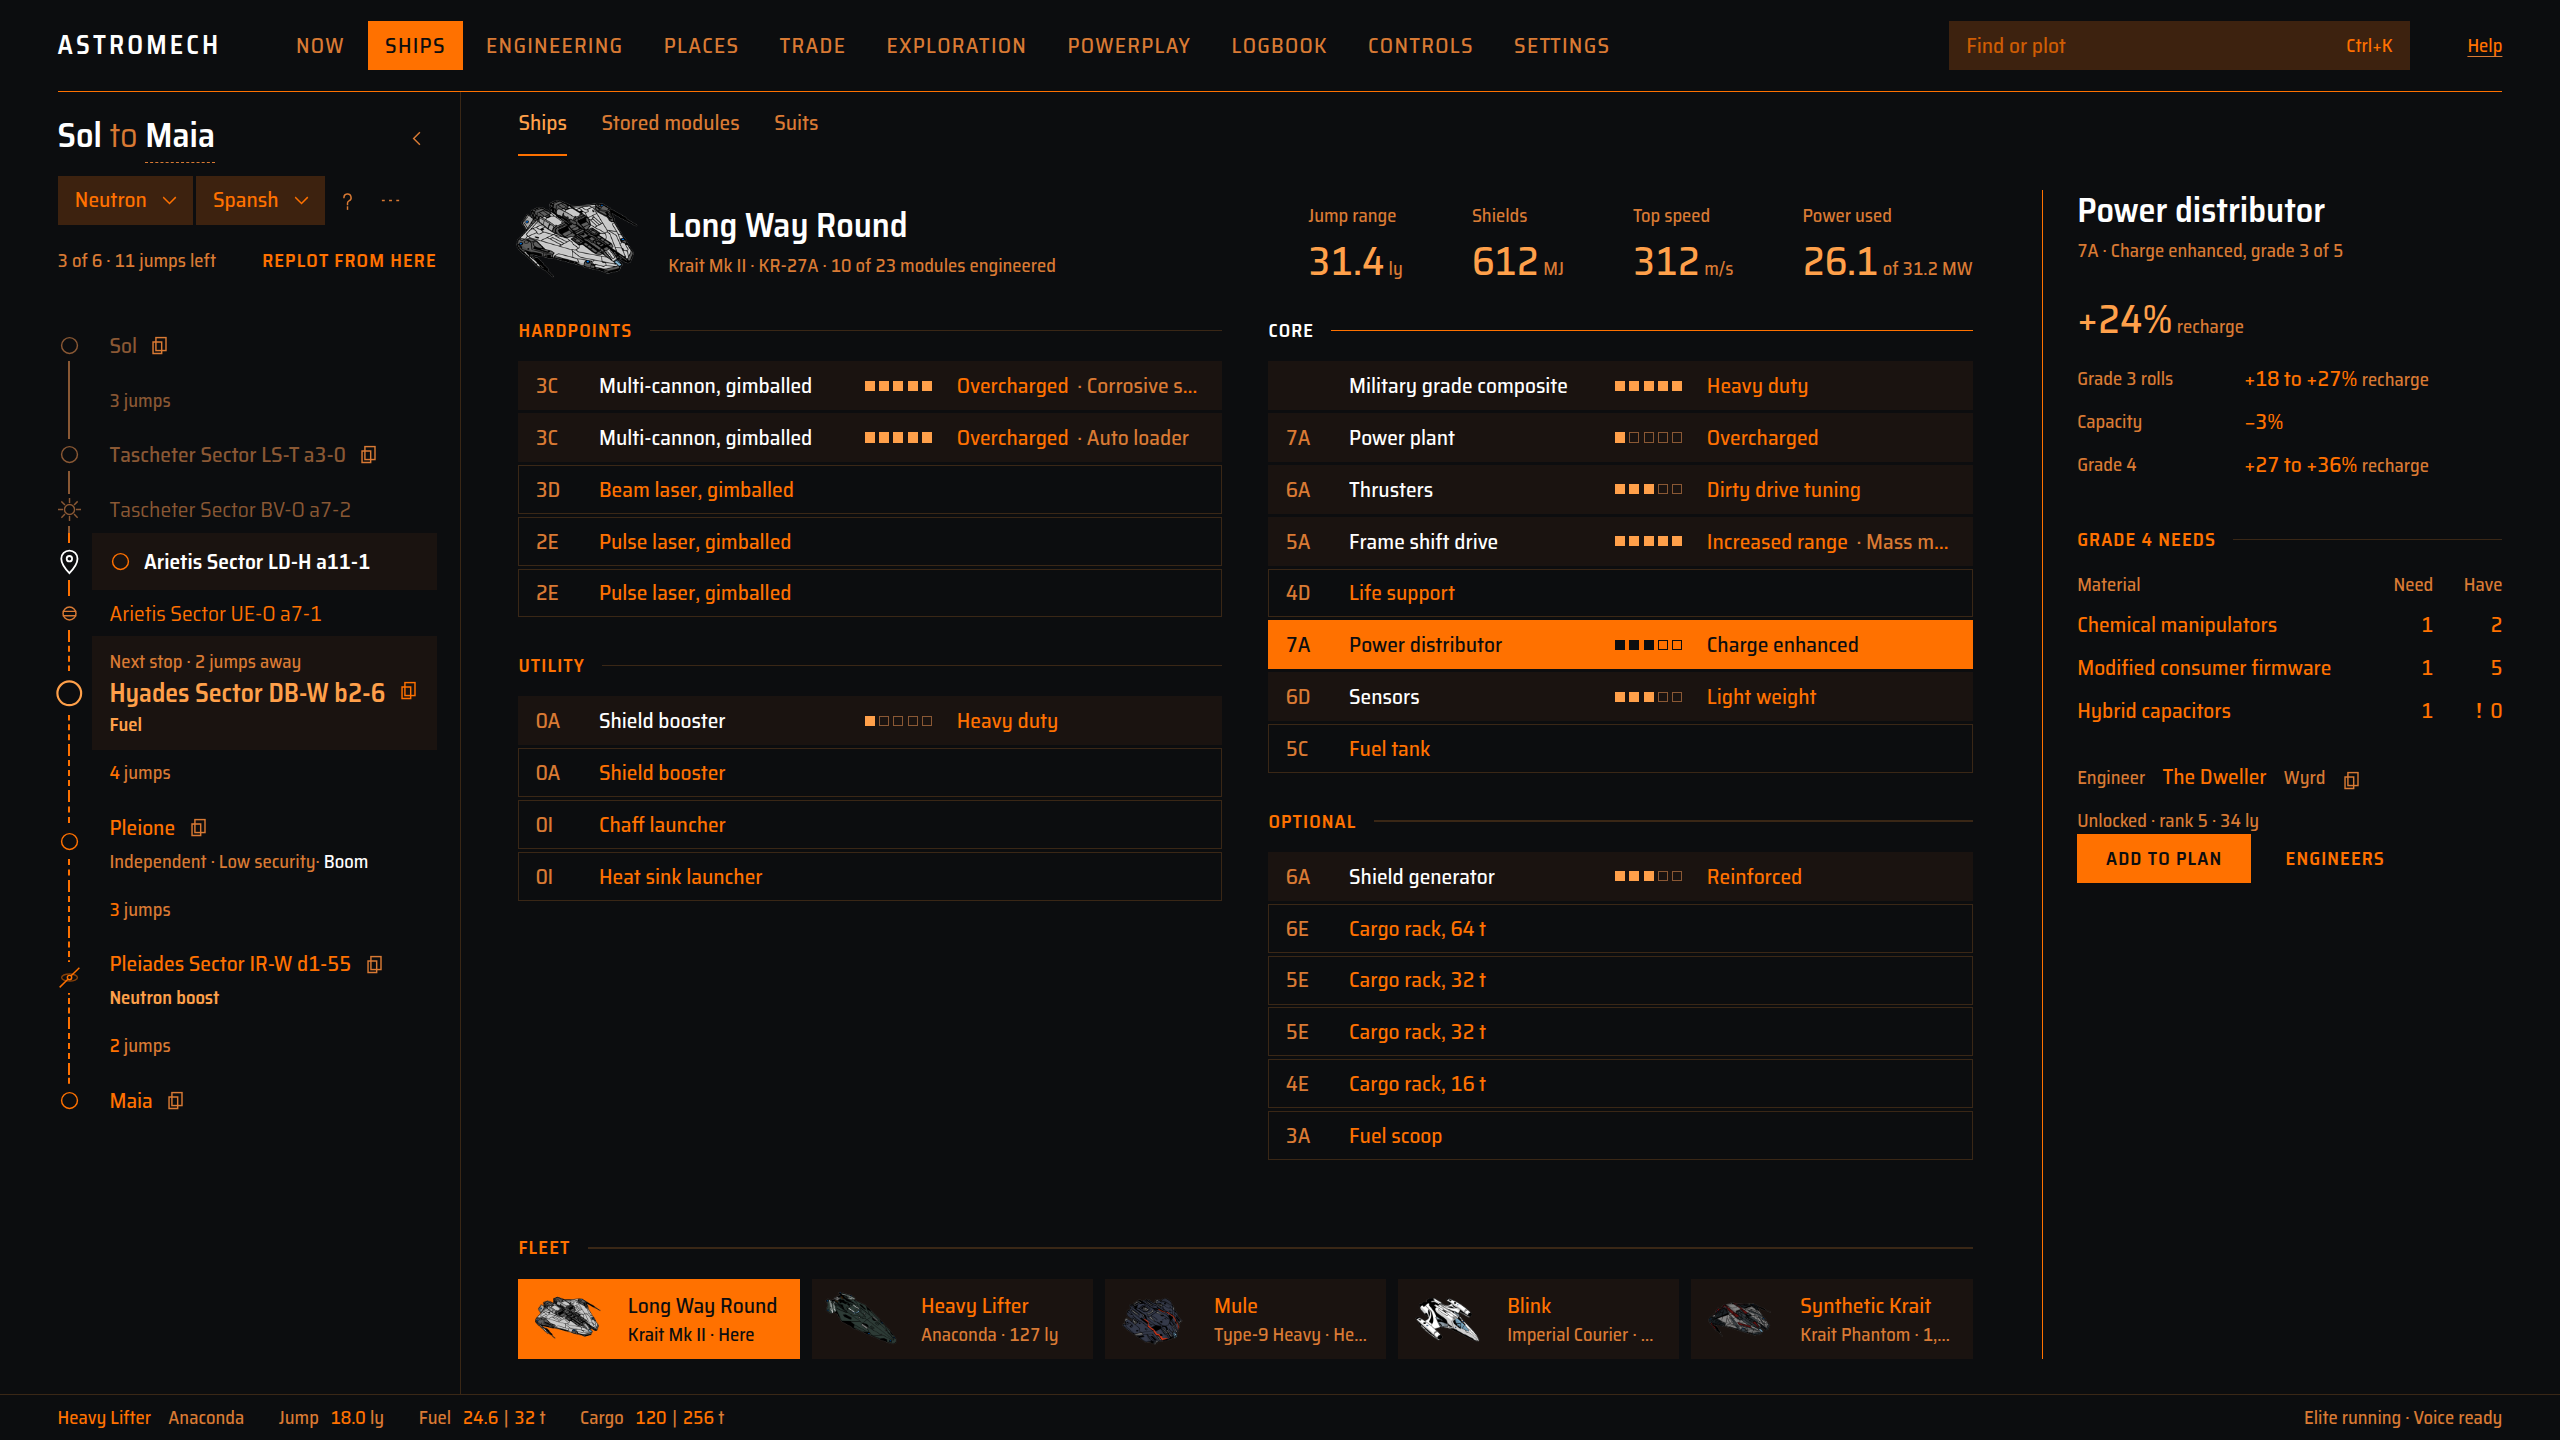 ASTROMECH NOW SHIPS ENGINEERING PLACES TRADE EXPLORATION POWERPLAY LOGBOOK CONTROLS SETTINGS Find or plot Ctrl+K Help
Sol to Maia
Neutron Spansh ? ···
3 of 6 · 11 jumps left REPLOT FROM HERE
Sol
3 jumps
Tascheter Sector LS-T a3-0
Tascheter Sector BV-O a7-2
Arietis Sector LD-H a11-1
Arietis Sector UE-O a7-1
Next stop · 2 jumps away
Hyades Sector DB-W b2-6
Fuel
4 jumps
Pleione
Independent · Low security · Boom
3 jumps
Pleiades Sector IR-W d1-55
Neutron boost
2 jumps
Maia
Ships Stored modules Suits
Long Way Round
Krait Mk II · KR-27A · 10 of 23 modules engineered
Jump range Shields Top speed Power used
31.4 ly 612 MJ 312 m/s 26.1 of 31.2 MW
HARDPOINTS
3C Multi-cannon, gimballed Overcharged · Corrosive s...
3C Multi-cannon, gimballed Overcharged · Auto loader
3D Beam laser, gimballed
2E Pulse laser, gimballed
2E Pulse laser, gimballed
UTILITY
0A Shield booster Heavy duty
0A Shield booster
0I Chaff launcher
0I Heat sink launcher
CORE
Military grade composite Heavy duty
7A Power plant Overcharged
6A Thrusters Dirty drive tuning
5A Frame shift drive Increased range · Mass m...
4D Life support
7A Power distributor Charge enhanced
6D Sensors Light weight
5C Fuel tank
OPTIONAL
6A Shield generator Reinforced
6E Cargo rack, 64 t
5E Cargo rack, 32 t
5E Cargo rack, 32 t
4E Cargo rack, 16 t
3A Fuel scoop
FLEET
Long Way Round
Krait Mk II · Here
Heavy Lifter
Anaconda · 127 ly
Mule
Type-9 Heavy · He...
Blink
Imperial Courier · ...
Synthetic Krait
Krait Phantom · 1,...
Power distributor
7A · Charge enhanced, grade 3 of 5
+24% recharge
Grade 3 rolls +18 to +27% recharge
Capacity −3%
Grade 4 +27 to +36% recharge
GRADE 4 NEEDS
Material Need Have
Chemical manipulators 1 2
Modified consumer firmware 1 5
Hybrid capacitors 1 ! 0
Engineer The Dweller Wyrd
Unlocked · rank 5 · 34 ly
ADD TO PLAN ENGINEERS
Heavy Lifter Anaconda Jump 18.0 ly Fuel 24.6 | 32 t Cargo 120 | 256 t Elite running · Voice ready